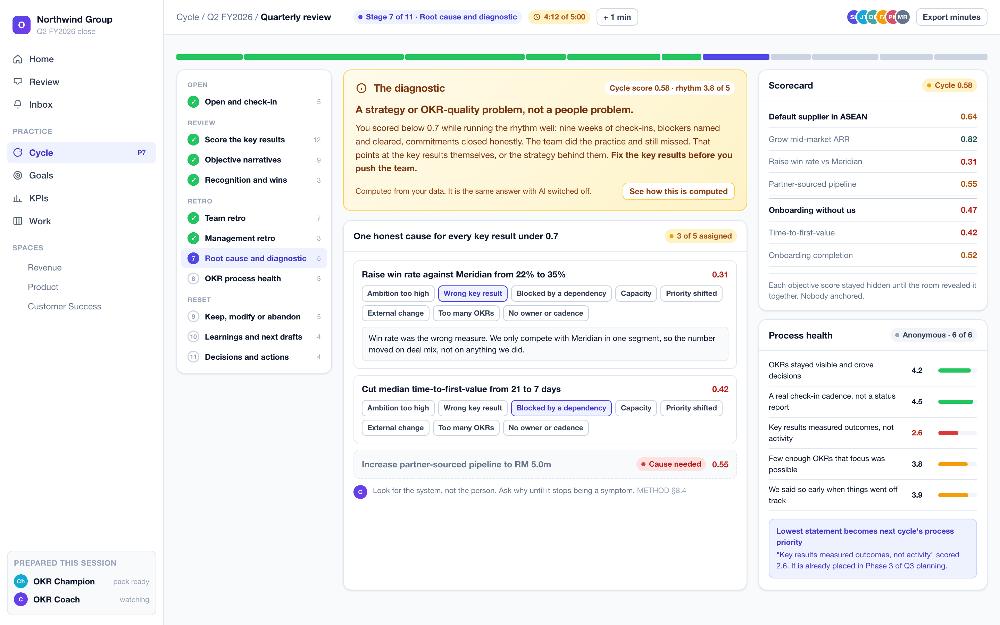 O
Northwind Group
Q2 FY2026 close
Home
Review
Inbox
PRACTICE
Cycle P7
Goals
KPIs
Work
SPACES
Revenue
Product
Customer Success
PREPARED THIS SESSION
Ch OKR Champion pack ready
C OKR Coach watching
Cycle / Q2 FY2026 / Quarterly review
Stage 7 of 11 · Root cause and diagnostic
4:12 of 5:00
+ 1 min
MR
Export minutes
OPEN
✓ Open and check-in 5
REVIEW
✓ Score the key results 12
✓ Objective narratives 9
✓ Recognition and wins 3
RETRO
✓ Team retro 7
✓ Management retro 3
7 Root cause and diagnostic 5
8 OKR process health 3
RESET
9 Keep, modify or abandon 5
10 Learnings and next drafts 4
11 Decisions and actions 4
The diagnostic
Cycle score 0.58 · rhythm 3.8 of 5
A strategy or OKR-quality problem, not a people problem.
You scored below 0.7 while running the rhythm well: nine weeks of check-ins, blockers named
and cleared, commitments closed honestly. The team did the practice and still missed. That
points at the key results themselves, or the strategy behind them. Fix the key results before you
push the team.
Computed from your data. It is the same answer with AI switched off.
See how this is computed
One honest cause for every key result under 0.7
3 of 5 assigned
Raise win rate against Meridian from 22% to 35% 0.31
Ambition too high Wrong key result Blocked by a dependency Capacity Priority shifted
External change Too many OKRs No owner or cadence
Win rate was the wrong measure. We only compete with Meridian in one segment, so the number
moved on deal mix, not on anything we did.
Cut median time-to-first-value from 21 to 7 days 0.42
Ambition too high Wrong key result Blocked by a dependency Capacity Priority shifted
External change Too many OKRs No owner or cadence
Increase partner-sourced pipeline to RM 5.0m Cause needed 0.55
C Look for the system, not the person. Ask why until it stops being a symptom. METHOD §8.4
Scorecard
Cycle 0.58
Default supplier in ASEAN 0.64
Grow mid-market ARR 0.82
Raise win rate vs Meridian 0.31
Partner-sourced pipeline 0.55
Onboarding without us 0.47
Time-to-first-value 0.42
Onboarding completion 0.52
Each objective score stayed hidden until the room revealed it
together. Nobody anchored.
Process health
Anonymous · 6 of 6
OKRs stayed visible and drove
decisions
4.2
A real check-in cadence, not a status
report
4.5
Key results measured outcomes, not
activity
2.6
Few enough OKRs that focus was
possible
3.8
We said so early when things went off
track
3.9
Lowest statement becomes next cycle's process
priority
"Key results measured outcomes, not activity" scored
2.6. It is already placed in Phase 3 of Q3 planning.